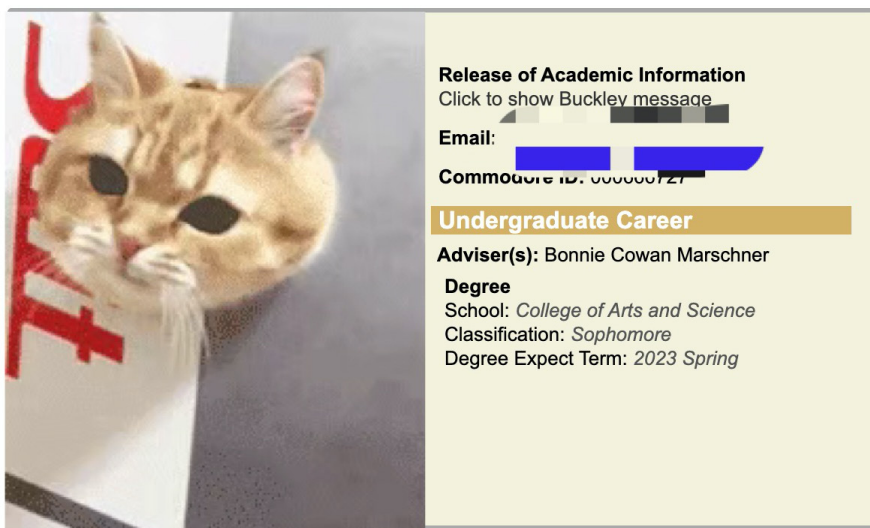 Release of Academic Information
Click to show Buckley message
Email:
Commodore ID:
Undergraduate Career
Adviser(s): Bonnie Cowan Marschner
Degree
School: College of Arts and Science
Classification: Sophomore
Degree Expect Term: 2023 Spring